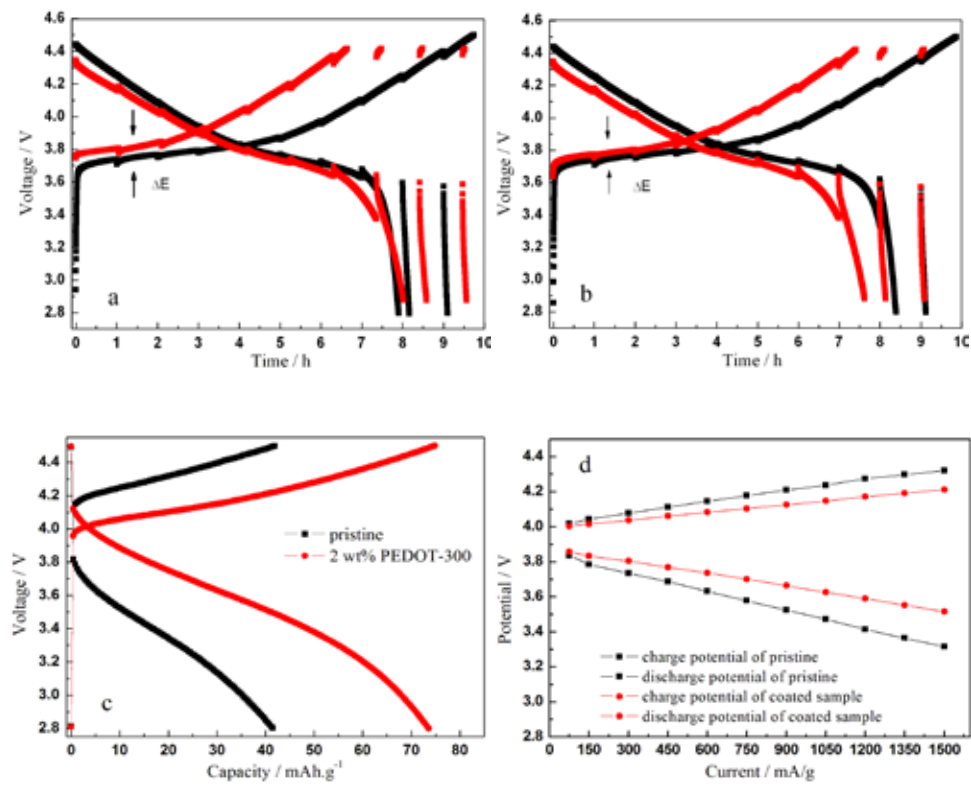 4.6
4.4
4.2
4.0
3.8
3.6
3.4
3.2
3.0
2.8
Voltage / V
ΔE
a
0 1 2 3 4 5 6 7 8 9 10
Time / h
4.6
4.4
4.2
4.0
3.8
3.6
3.4
3.2
3.0
2.8
Voltage / V
ΔE
b
0 1 2 3 4 5 6 7 8 9 10
Time / h
4.4
4.2
4.0
3.8
3.6
3.4
3.2
3.0
2.8
Voltage / V
pristine
2 wt% PEDOT-300
c
0 10 20 30 40 50 60 70 80
Capacity / mAh.g⁻¹
4.4
4.2
4.0
3.8
3.6
3.4
3.2
3.0
2.8
Potential / V
d
charge potential of pristine
discharge potential of pristine
charge potential of coated sample
discharge potential of coated sample
150 300 450 600 750 900 1050 1200 1350 1500
Current / mA/g